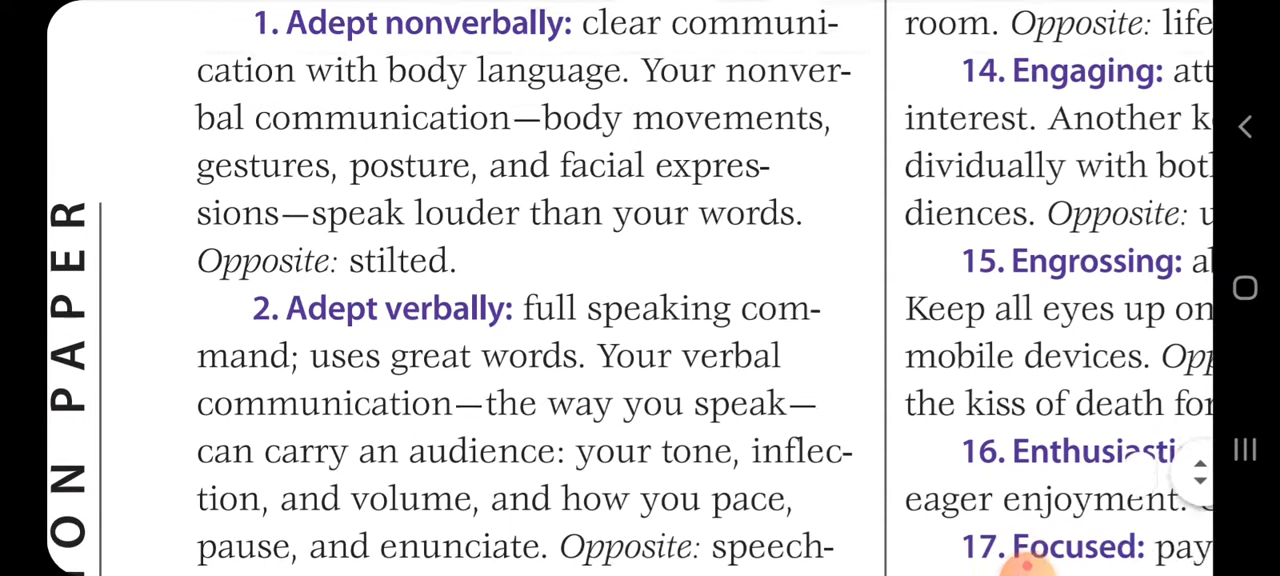 1. Adept nonverbally: clear communi-
cation with body language. Your nonver-
bal communication—body movements,
gestures, posture, and facial expres-
sions—speak louder than your words.
Opposite: stilted.
2. Adept verbally: full speaking com-
mand; uses great words. Your verbal
communication—the way you speak—
can carry an audience: your tone, inflec-
tion, and volume, and how you pace,
pause, and enunciate. Opposite: speech-
room. Opposite: life
14. Engaging: att
interest. Another k
dividually with bot
diences. Opposite: u
15. Engrossing: a
Keep all eyes up on
mobile devices. Opp
the kiss of death for
16. Enthusiasti
eager enjoyment.
17. Focused: pay
ION PAPER